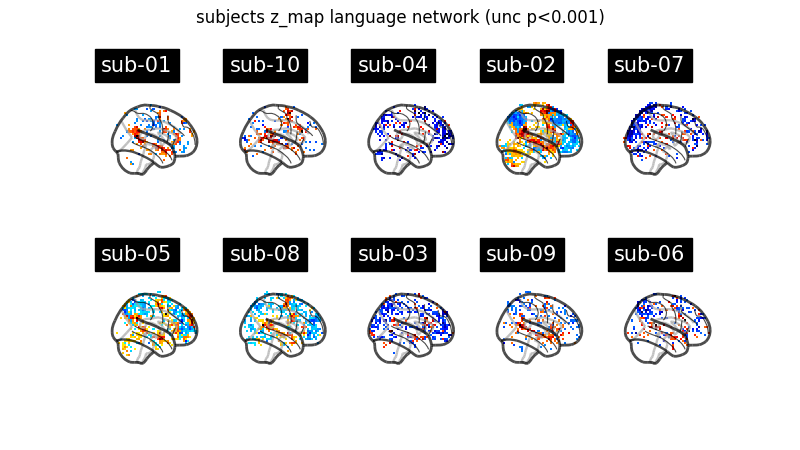 subjects z_map language network (unc p<0.001)
sub-01
sub-10
sub-04
sub-02
sub-07
sub-05
sub-08
sub-03
sub-09
sub-06